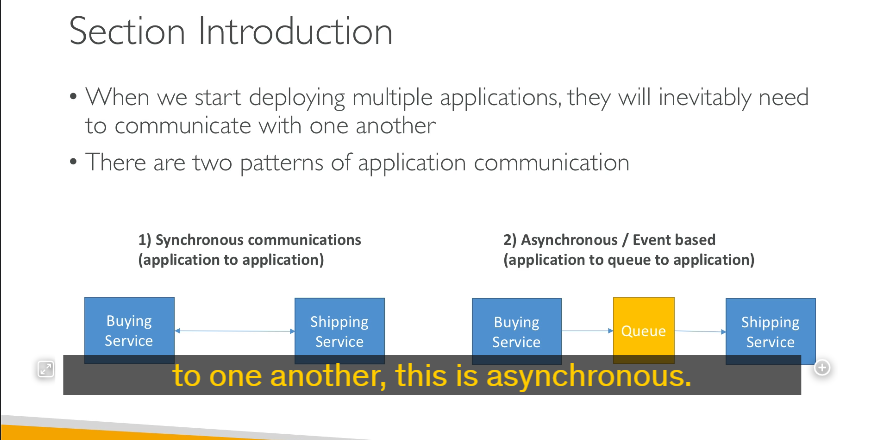 Section Introduction
• When we start deploying multiple applications, they will inevitably need
to communicate with one another
• There are two patterns of application communication
1) Synchronous communications
(application to application)
2) Asynchronous / Event based
(application to queue to application)
Buying
Service
Shipping
Service
Buying
Service
Queue
Shipping
Service
to one another, this is asynchronous.